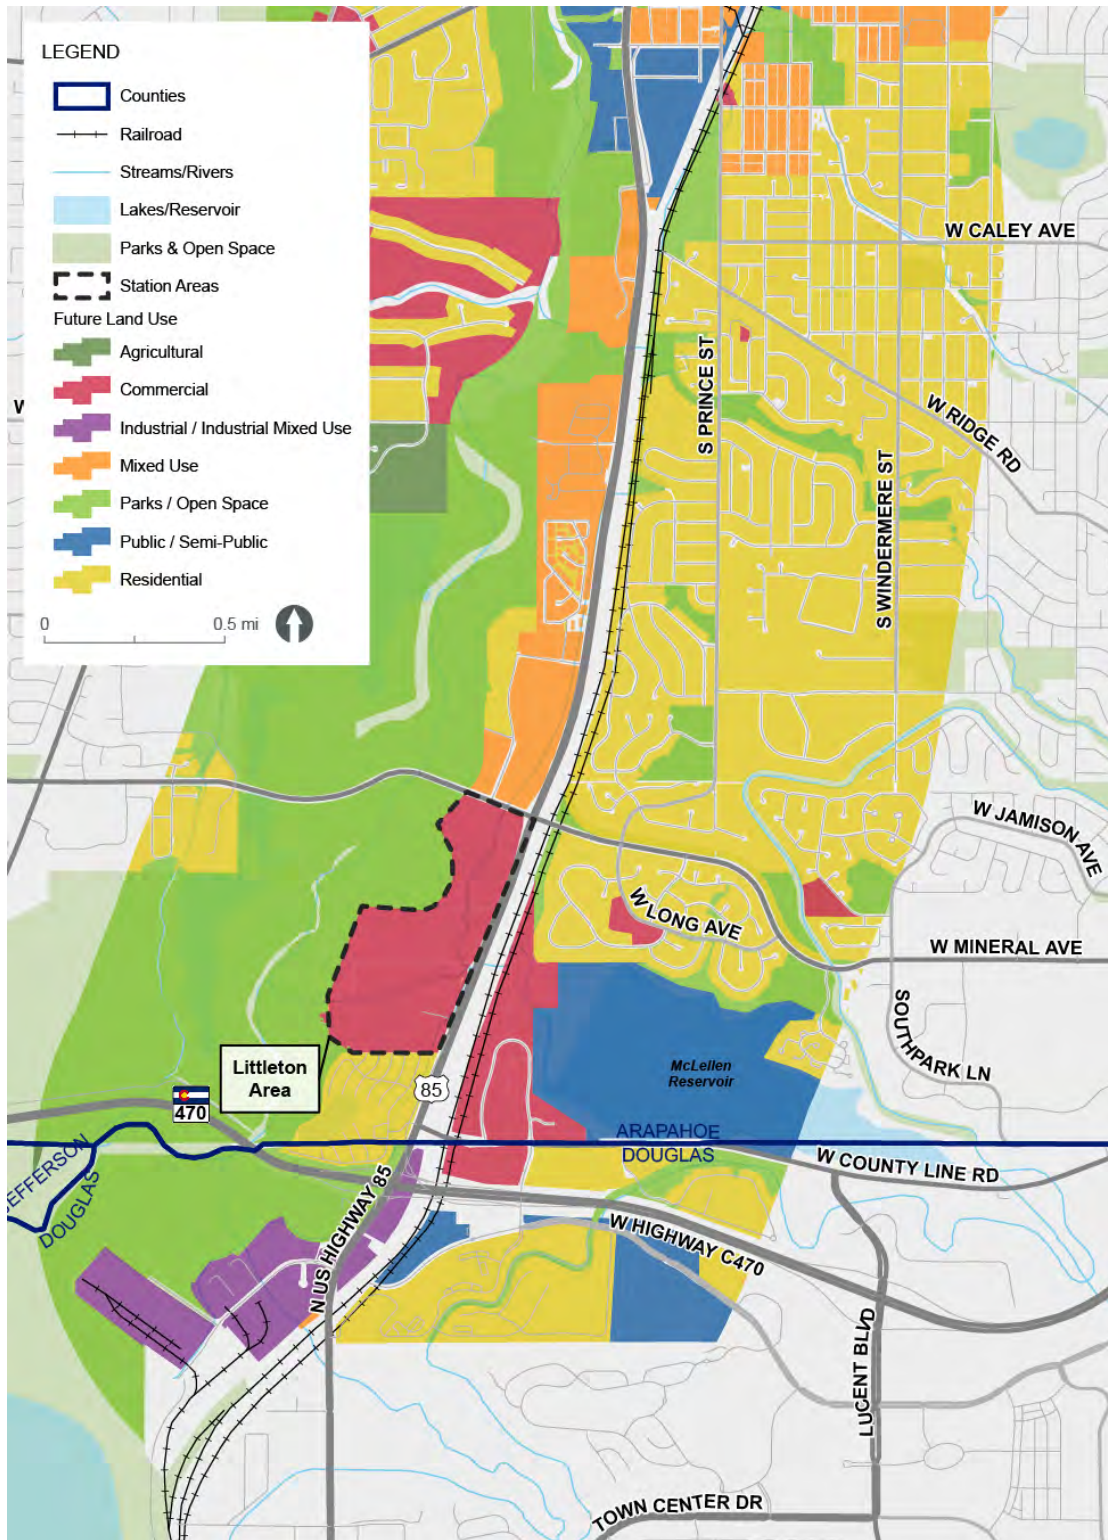 LEGEND
Counties
Railroad
Streams/Rivers
Lakes/Reservoir
Parks & Open Space
Station Areas
Future Land Use
Agricultural
Commercial
Industrial / Industrial Mixed Use
Mixed Use
Parks / Open Space
Public / Semi-Public
Residential
0 0.5 mi
W CALEY AVE
S PRINCE ST
W RIDGE RD
S WINDERMERE ST
W JAMISON AVE
W LONG AVE
W MINERAL AVE
SOUTHPARK LN
McLellen
Reservoir
Littleton
Area
85
470
ARAPAHOE
DOUGLAS
JEFFERSON
DOUGLAS
W COUNTY LINE RD
N US HIGHWAY 85
W HIGHWAY C470
LUCENT BLVD
TOWN CENTER DR